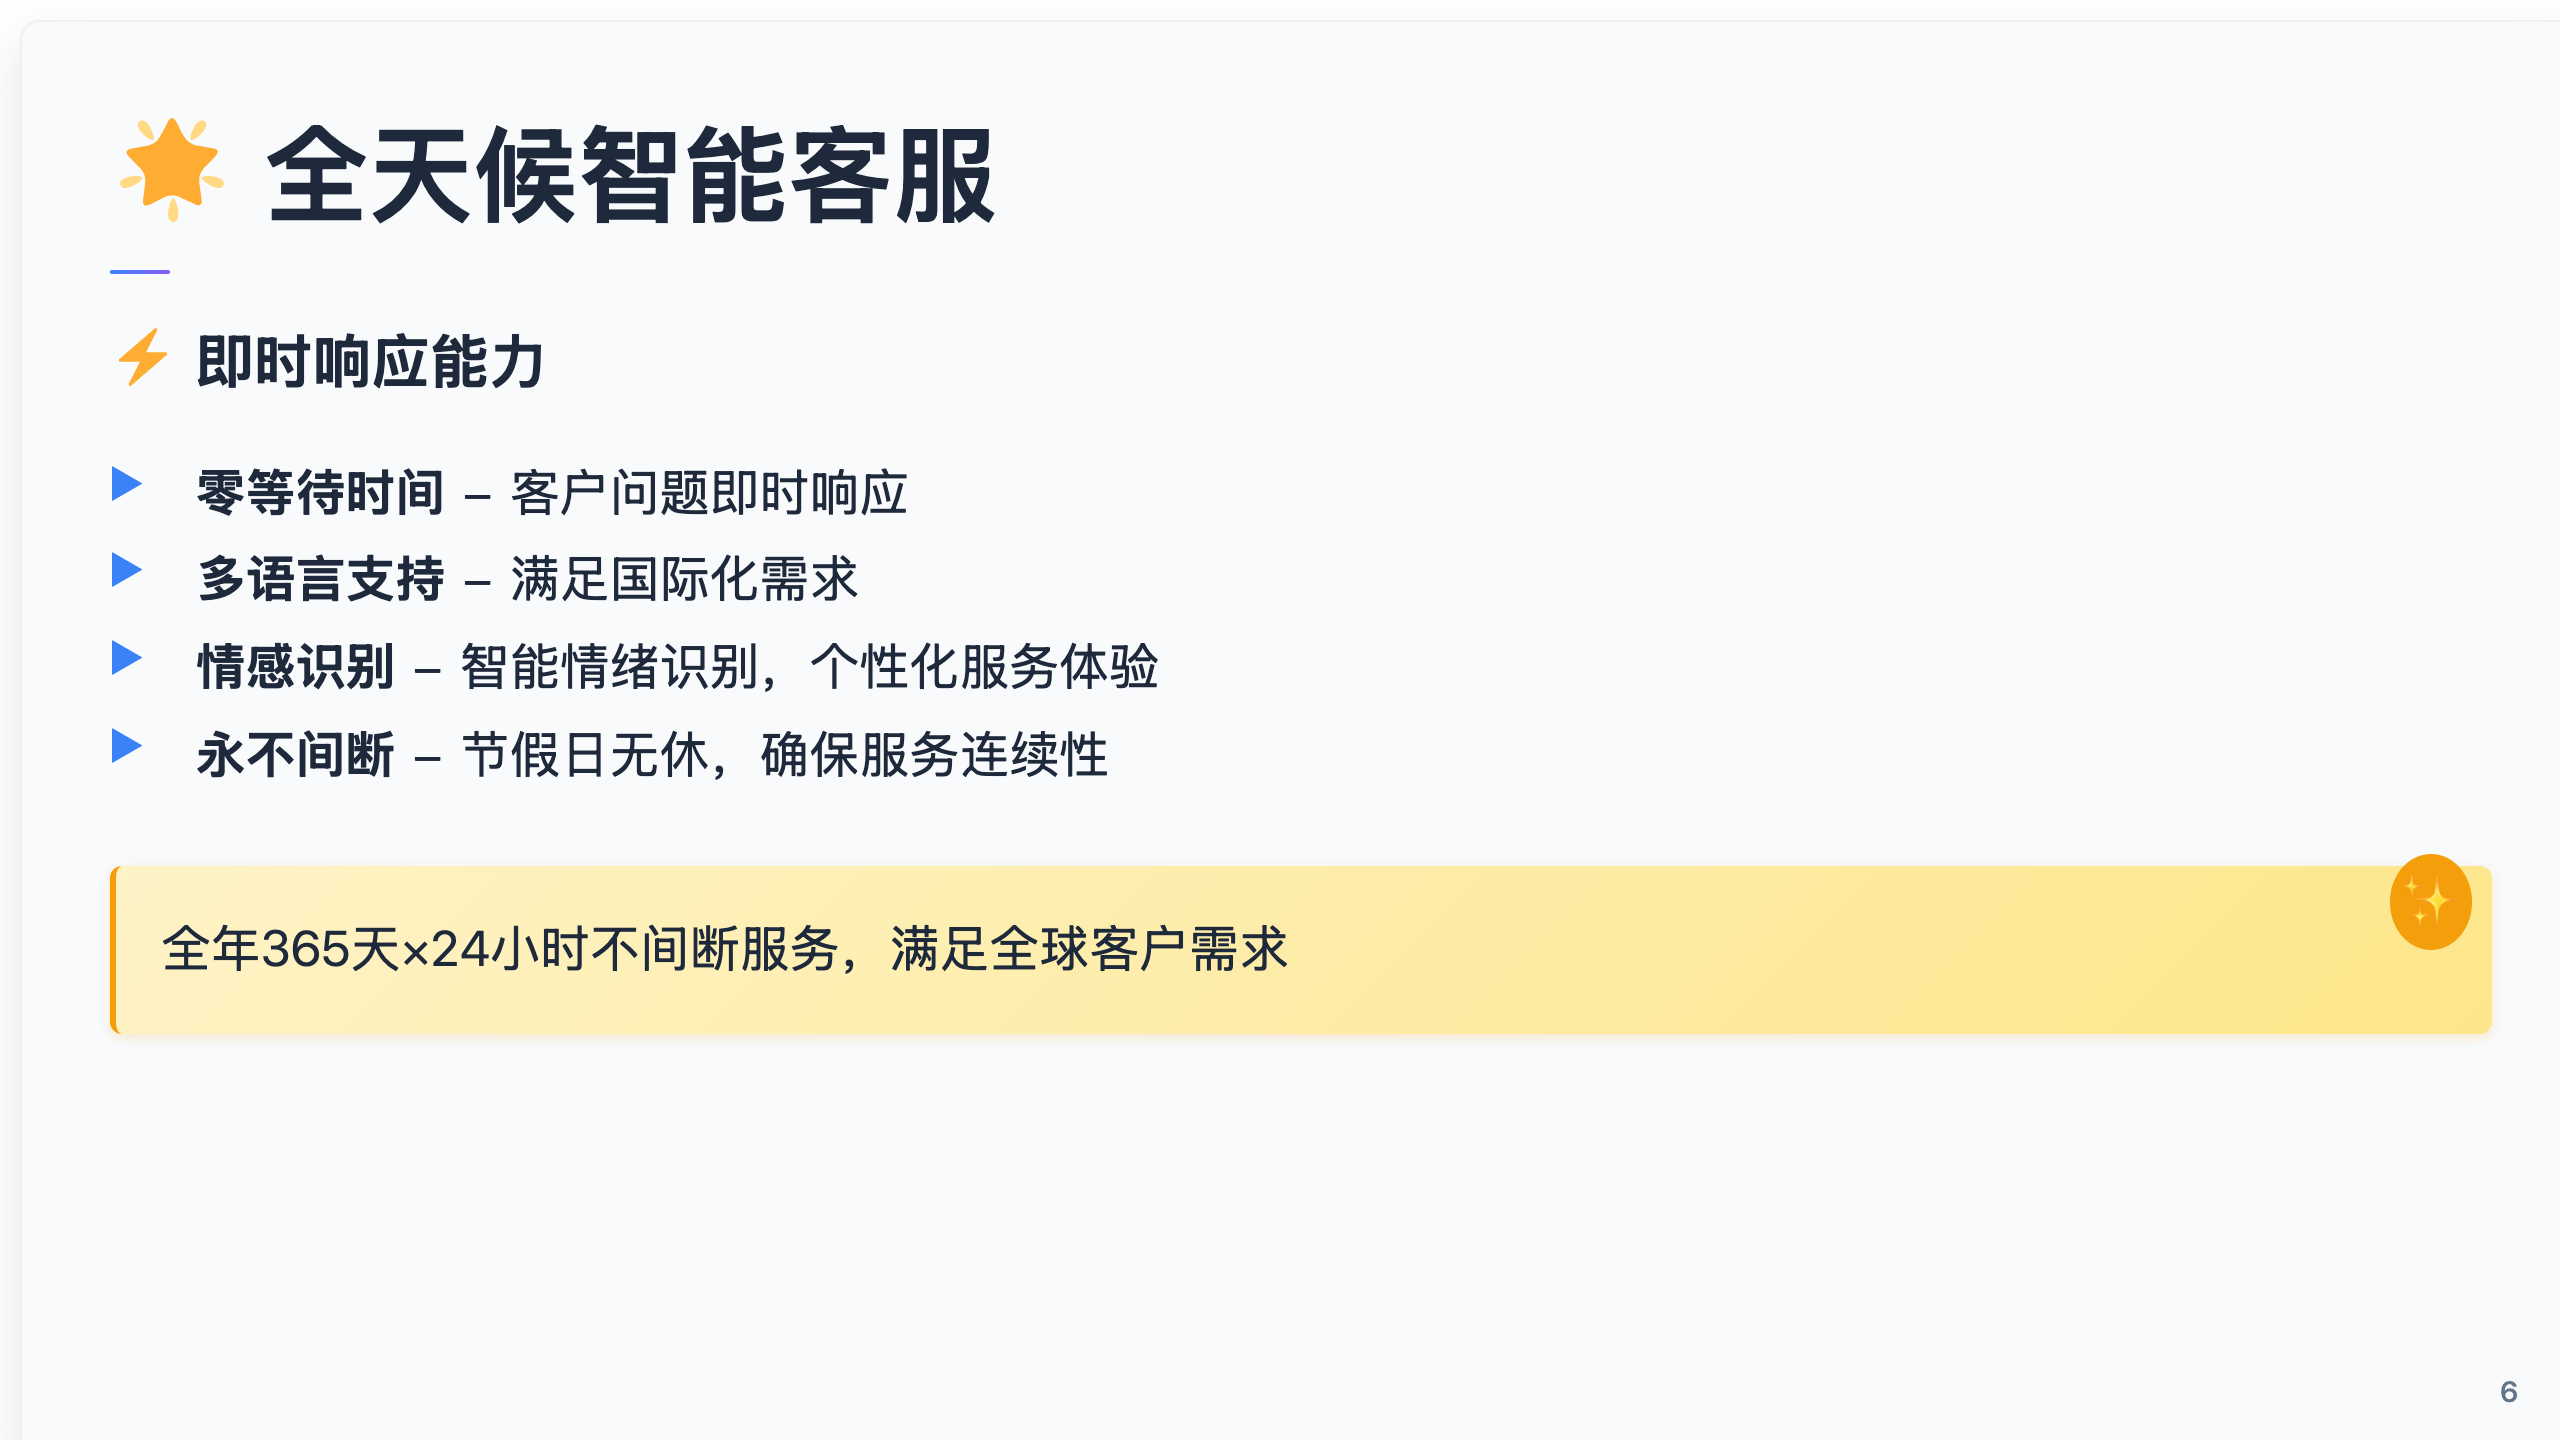 全天候智能客服
即时响应能力
零等待时间 – 客户问题即时响应
多语言支持 – 满足国际化需求
情感识别 – 智能情绪识别，个性化服务体验
永不间断 – 节假日无休，确保服务连续性
全年365天×24小时不间断服务，满足全球客户需求
6